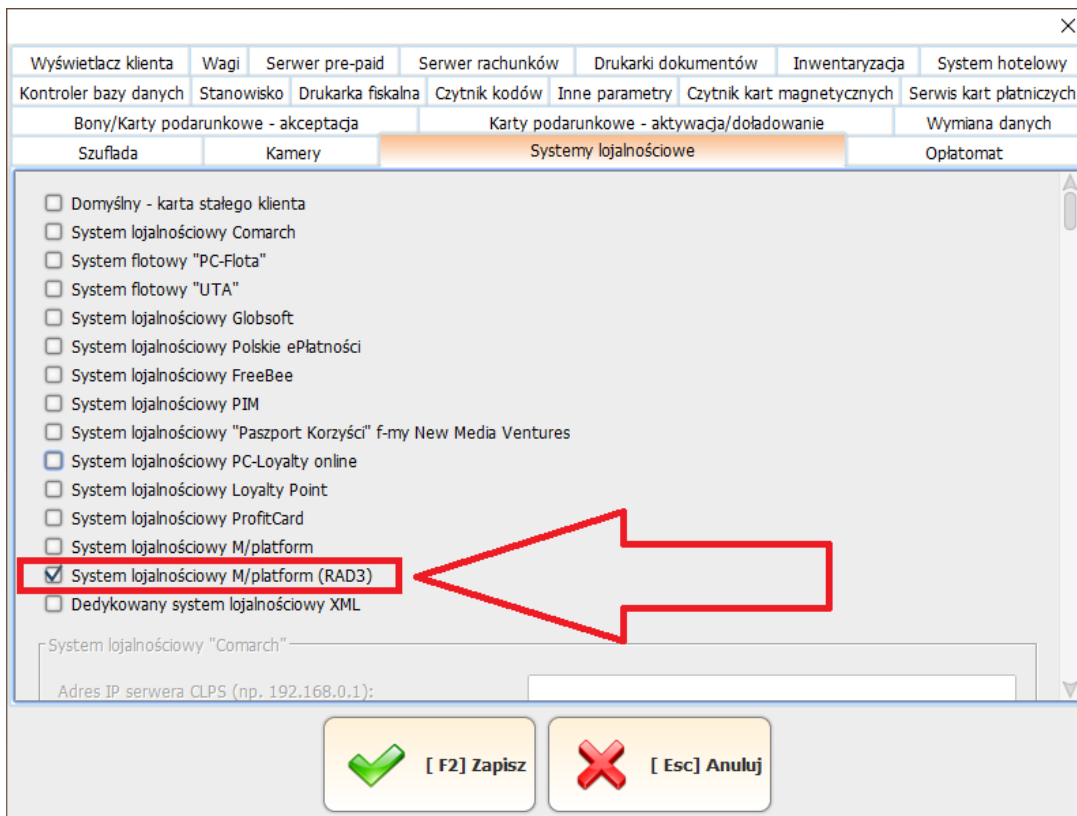 Wyświetlacz klienta Wagi Serwer pre-paid Serwer rachunków Drukarki dokumentów Inwentaryzacja System hotelowy
Kontroler bazy danych Stanowisko Drukarka fiskalna Czytnik kodów Inne parametry Czytnik kart magnetycznych Serwis kart płatniczych
Bony/Karty podarunkowe - akceptacja Karty podarunkowe - aktywacja/doładowanie Wymiana danych
Szuflada Kamery Systemy lojalnościowe Opłatomat
Domyślny - karta stałego klienta
System lojalnościowy Comarch
System flotowy "PC-Flota"
System flotowy "UTA"
System lojalnościowy Globsoft
System lojalnościowy Polskie ePłatności
System lojalnościowy FreeBee
System lojalnościowy PIM
System lojalnościowy "Paszport Korzyści" f-my New Media Ventures
System lojalnościowy PC-Loyalty online
System lojalnościowy Loyalty Point
System lojalnościowy ProfitCard
System lojalnościowy M/platform
System lojalnościowy M/platform (RAD3)
Dedykowany system lojalnościowy XML
System lojalnościowy "Comarch"
Adres IP serwera CLPS (np. 192.168.0.1):
[ F2] Zapisz [ Esc] Anuluj